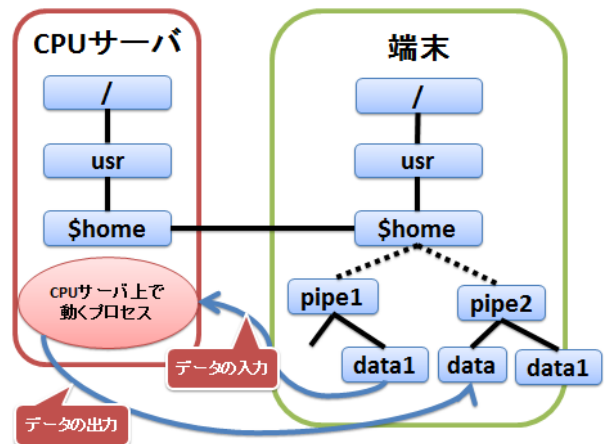 CPUサーバ
/
usr
$home
CPUサーバ上で
動くプロセス
データの出力
端末
/
usr
$home
pipe1
pipe2
data1
data
data1
データの入力